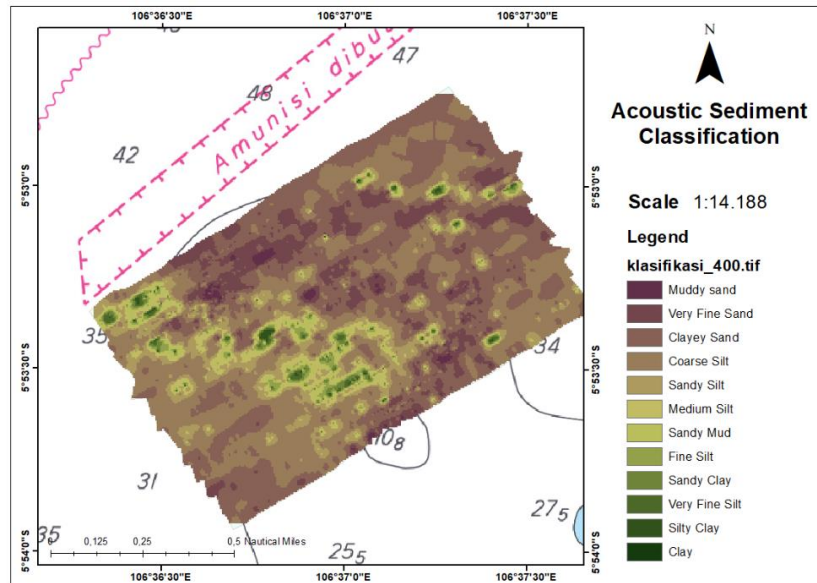 106°36'30"E 106°37'0"E 106°37'30"E
47
48
42
Amunisi dibu
5°53'0"S 5°53'0"S
35
5°53'30"S 5°53'30"S
34
10₈
31
27₅
35
25₅
0 0,125 0,25 0,5 Nautical Miles
5°54'0"S 5°54'0"S
106°36'30"E 106°37'0"E 106°37'30"E
N
Acoustic Sediment
Classification
Scale 1:14.188
Legend
klasifikasi_400.tif
Muddy sand
Very Fine Sand
Clayey Sand
Coarse Silt
Sandy Silt
Medium Silt
Sandy Mud
Fine Silt
Sandy Clay
Very Fine Silt
Silty Clay
Clay